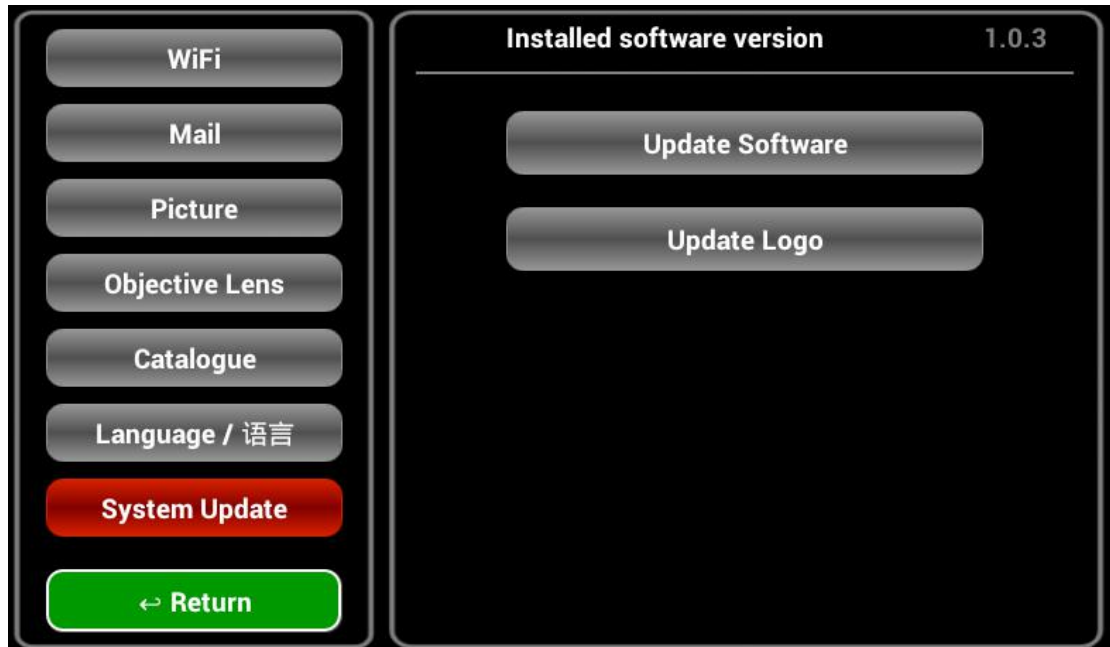 WiFi
Mail
Picture
Objective Lens
Catalogue
Language / 语言
System Update
↩ Return
Installed software version 1.0.3
Update Software
Update Logo